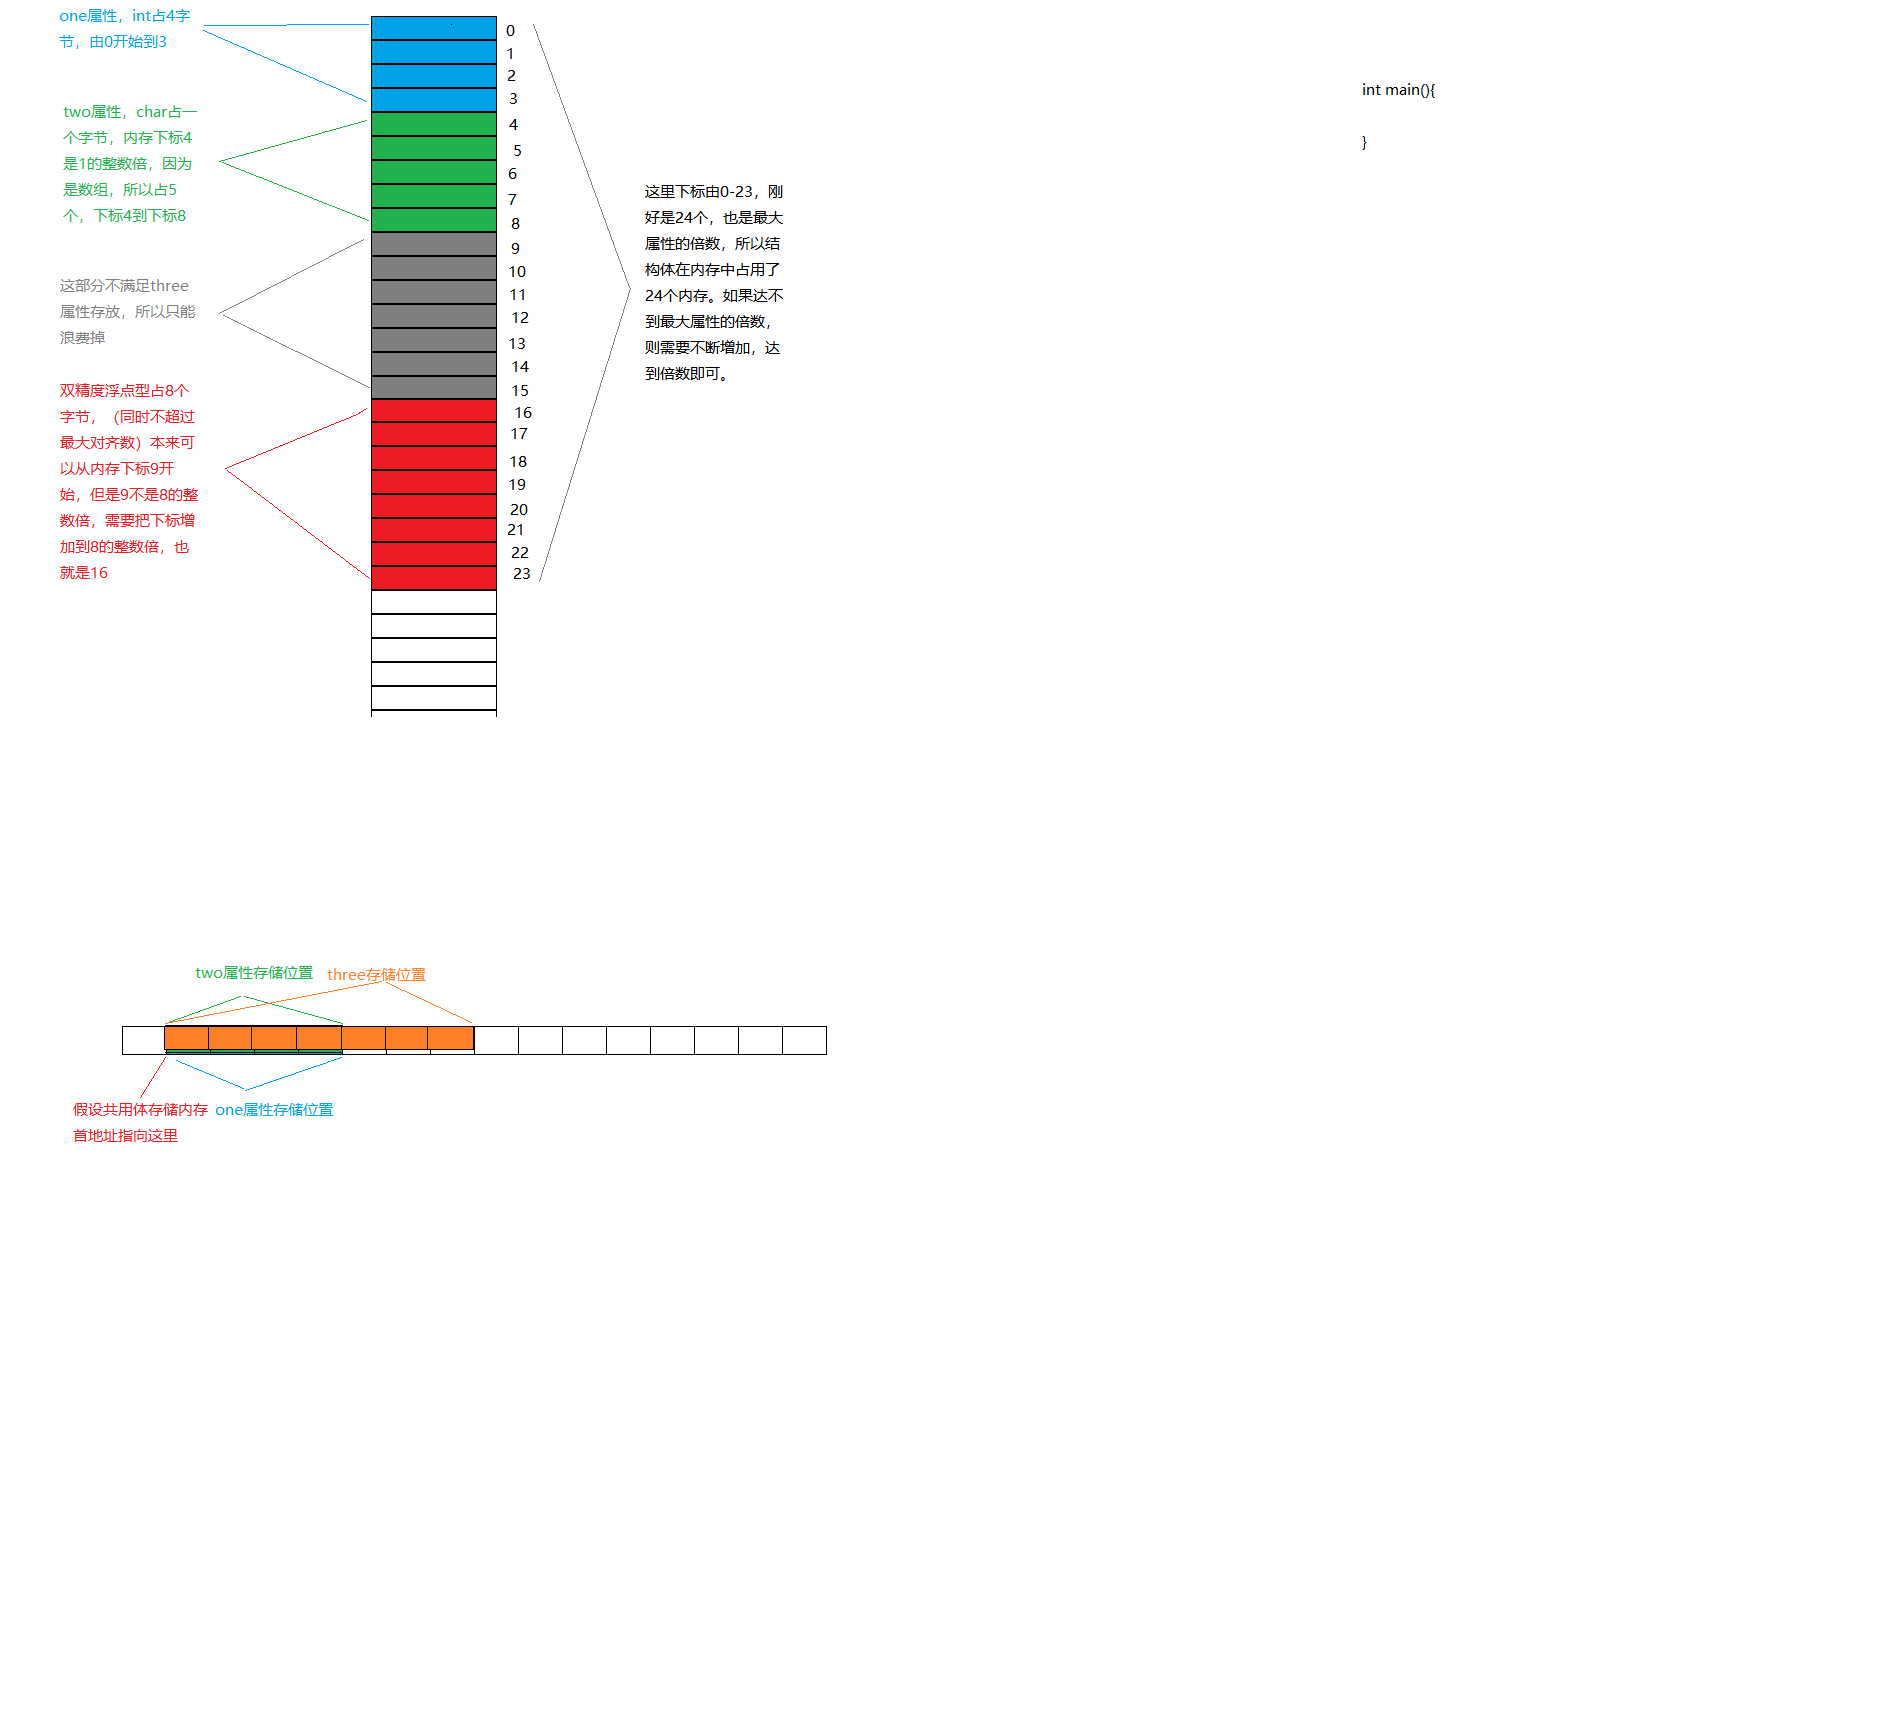 one属性，int占4字
节，由0开始到3
two属性，char占一
个字节，内存下标4
是1的整数倍，因为
是数组，所以占5
个，下标4到下标8
这部分不满足three
属性存放，所以只能
浪费掉
双精度浮点型占8个
字节，（同时不超过
最大对齐数）本来可
以从内存下标9开
始，但是9不是8的整
数倍，需要把下标增
加到8的整数倍，也
就是16
0
1
2
3
4
5
6
7
8
9
10
11
12
13
14
15
16
17
18
19
20
21
22
23
这里下标由0-23，刚
好是24个，也是最大
属性的倍数，所以结
构体在内存中占用了
24个内存。如果达不
到最大属性的倍数，
则需要不断增加，达
到倍数即可。
int main(){
}
two属性存储位置
three存储位置
假设共用体存储内存
首地址指向这里
one属性存储位置